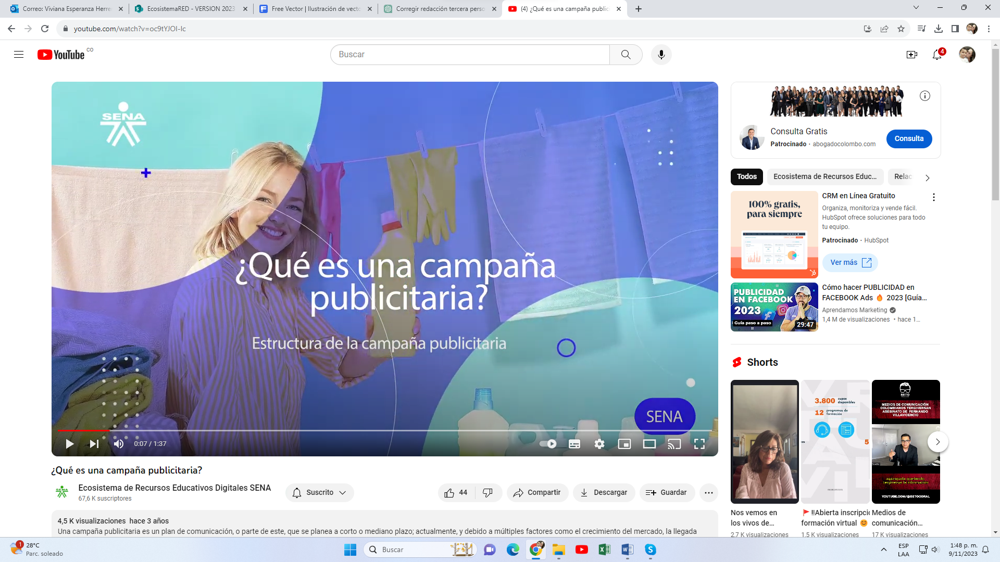 Correo: Viviana Esperanza Herre
EcosistemaRED - VERSION 2023
Free Vector | Ilustración de vecto
Corregir redacción tercera perso
(4) ¿Qué es una campaña public
youtube.com/watch?v=oc9tYJOI-Ic
YouTube CO
Buscar
4
SENA
¿Qué es una campaña
publicitaria?
Estructura de la campaña publicitaria
SENA
0:07 / 1:37
¿Qué es una campaña publicitaria?
SENA
Ecosistema de Recursos Educativos Digitales SENA
67,6 K suscriptores
Suscrito
44
Compartir
Descargar
Guardar
4,5 K visualizaciones hace 3 años
Una campaña publicitaria es un plan de comunicación, o parte de este, que se planea a corto o mediano plazo; actualmente, y debido a múltiples factores como el crecimiento del mercado, la llegada
Consulta Gratis
Patrocinado · abogadocolombo.com
Consulta
Todos
Ecosistema de Recursos Educ...
Relac
100% gratis,
para siempre
CRM en Línea Gratuito
Organiza, monitoriza y vende fácil.
HubSpot ofrece soluciones para todo
tu equipo.
Patrocinado · HubSpot
Ver más
PUBLICIDAD
EN FACEBOOK
2023
Guía paso a paso
29:47
Cómo hacer PUBLICIDAD en
FACEBOOK Ads 🔥 2023 [Guía...
Aprendamos Marketing
1,4 M de visualizaciones · hace 1...
Shorts
3.800 cupos
disponibles
12 programas de
formación
5
BETO
MEDIOS DE COMUNICACIÓN
COLOMBIANOS TERGIVERSAN
ASESINATO DE FERNANDO
VILLAVICENCIO
agazapada queriendo
tergiversar la información
YOUTUBE.COM/@BETOCORAL
Nos vemos en
los vivos de...
2,7 K visualizaciones
🚩!!Abierta inscripció
formación virtual 😊
1,5 K visualizaciones
Medios de
comunicación...
17 K visualizaciones
1
28°C
Parc. soleado
Buscar
ESP
LAA
1:48 p. m.
9/11/2023